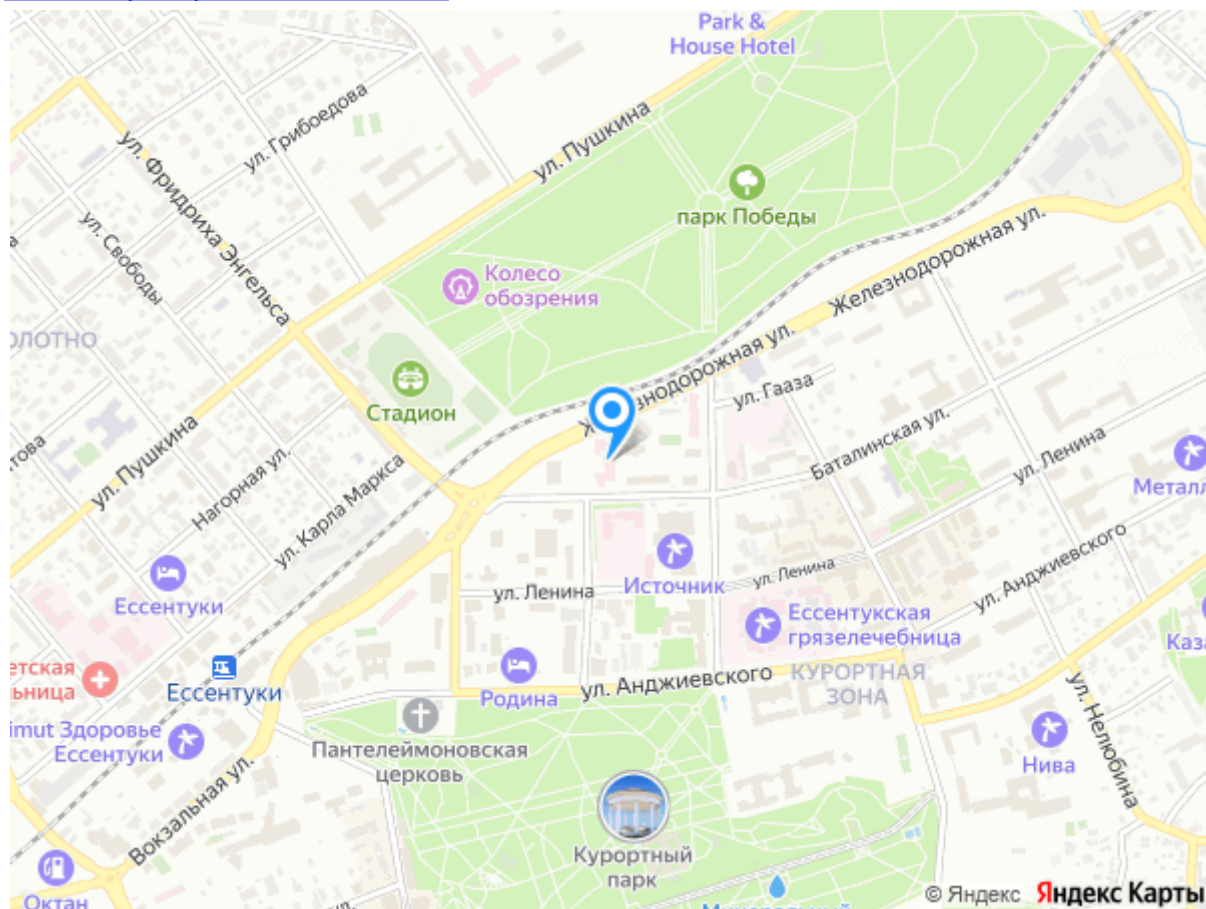 Park &
House Hotel
ул. Грибоедова
ул. Пушкина
ул. Фридриха Энгельса
парк Победы
ул. Свободы
Колесо
обозрения
Железнодорожная ул.
ОЛОТНО
Железнодорожная ул.
ул. Гааза
Стадион
ул. Пушкина
Баталинская ул.
ул. Ленина
Нагорная ул.
ул. Карла Маркса
Металл
ул. Ленина
ул. Анджиевского
Ессентуки
ул. Ленина
Источник
Ессентукская
грязелечебница
Каза
етская
льница
Ессентуки
Родина
ул. Анджиевского
КУРОРТНАЯ
ЗОНА
ул. Нелюбина
imut Здоровье
Ессентуки
Пантелеймоновская
церковь
Нива
Вокзальная ул.
Курортный
парк
Октан
© Яндекс Яндекс Карты